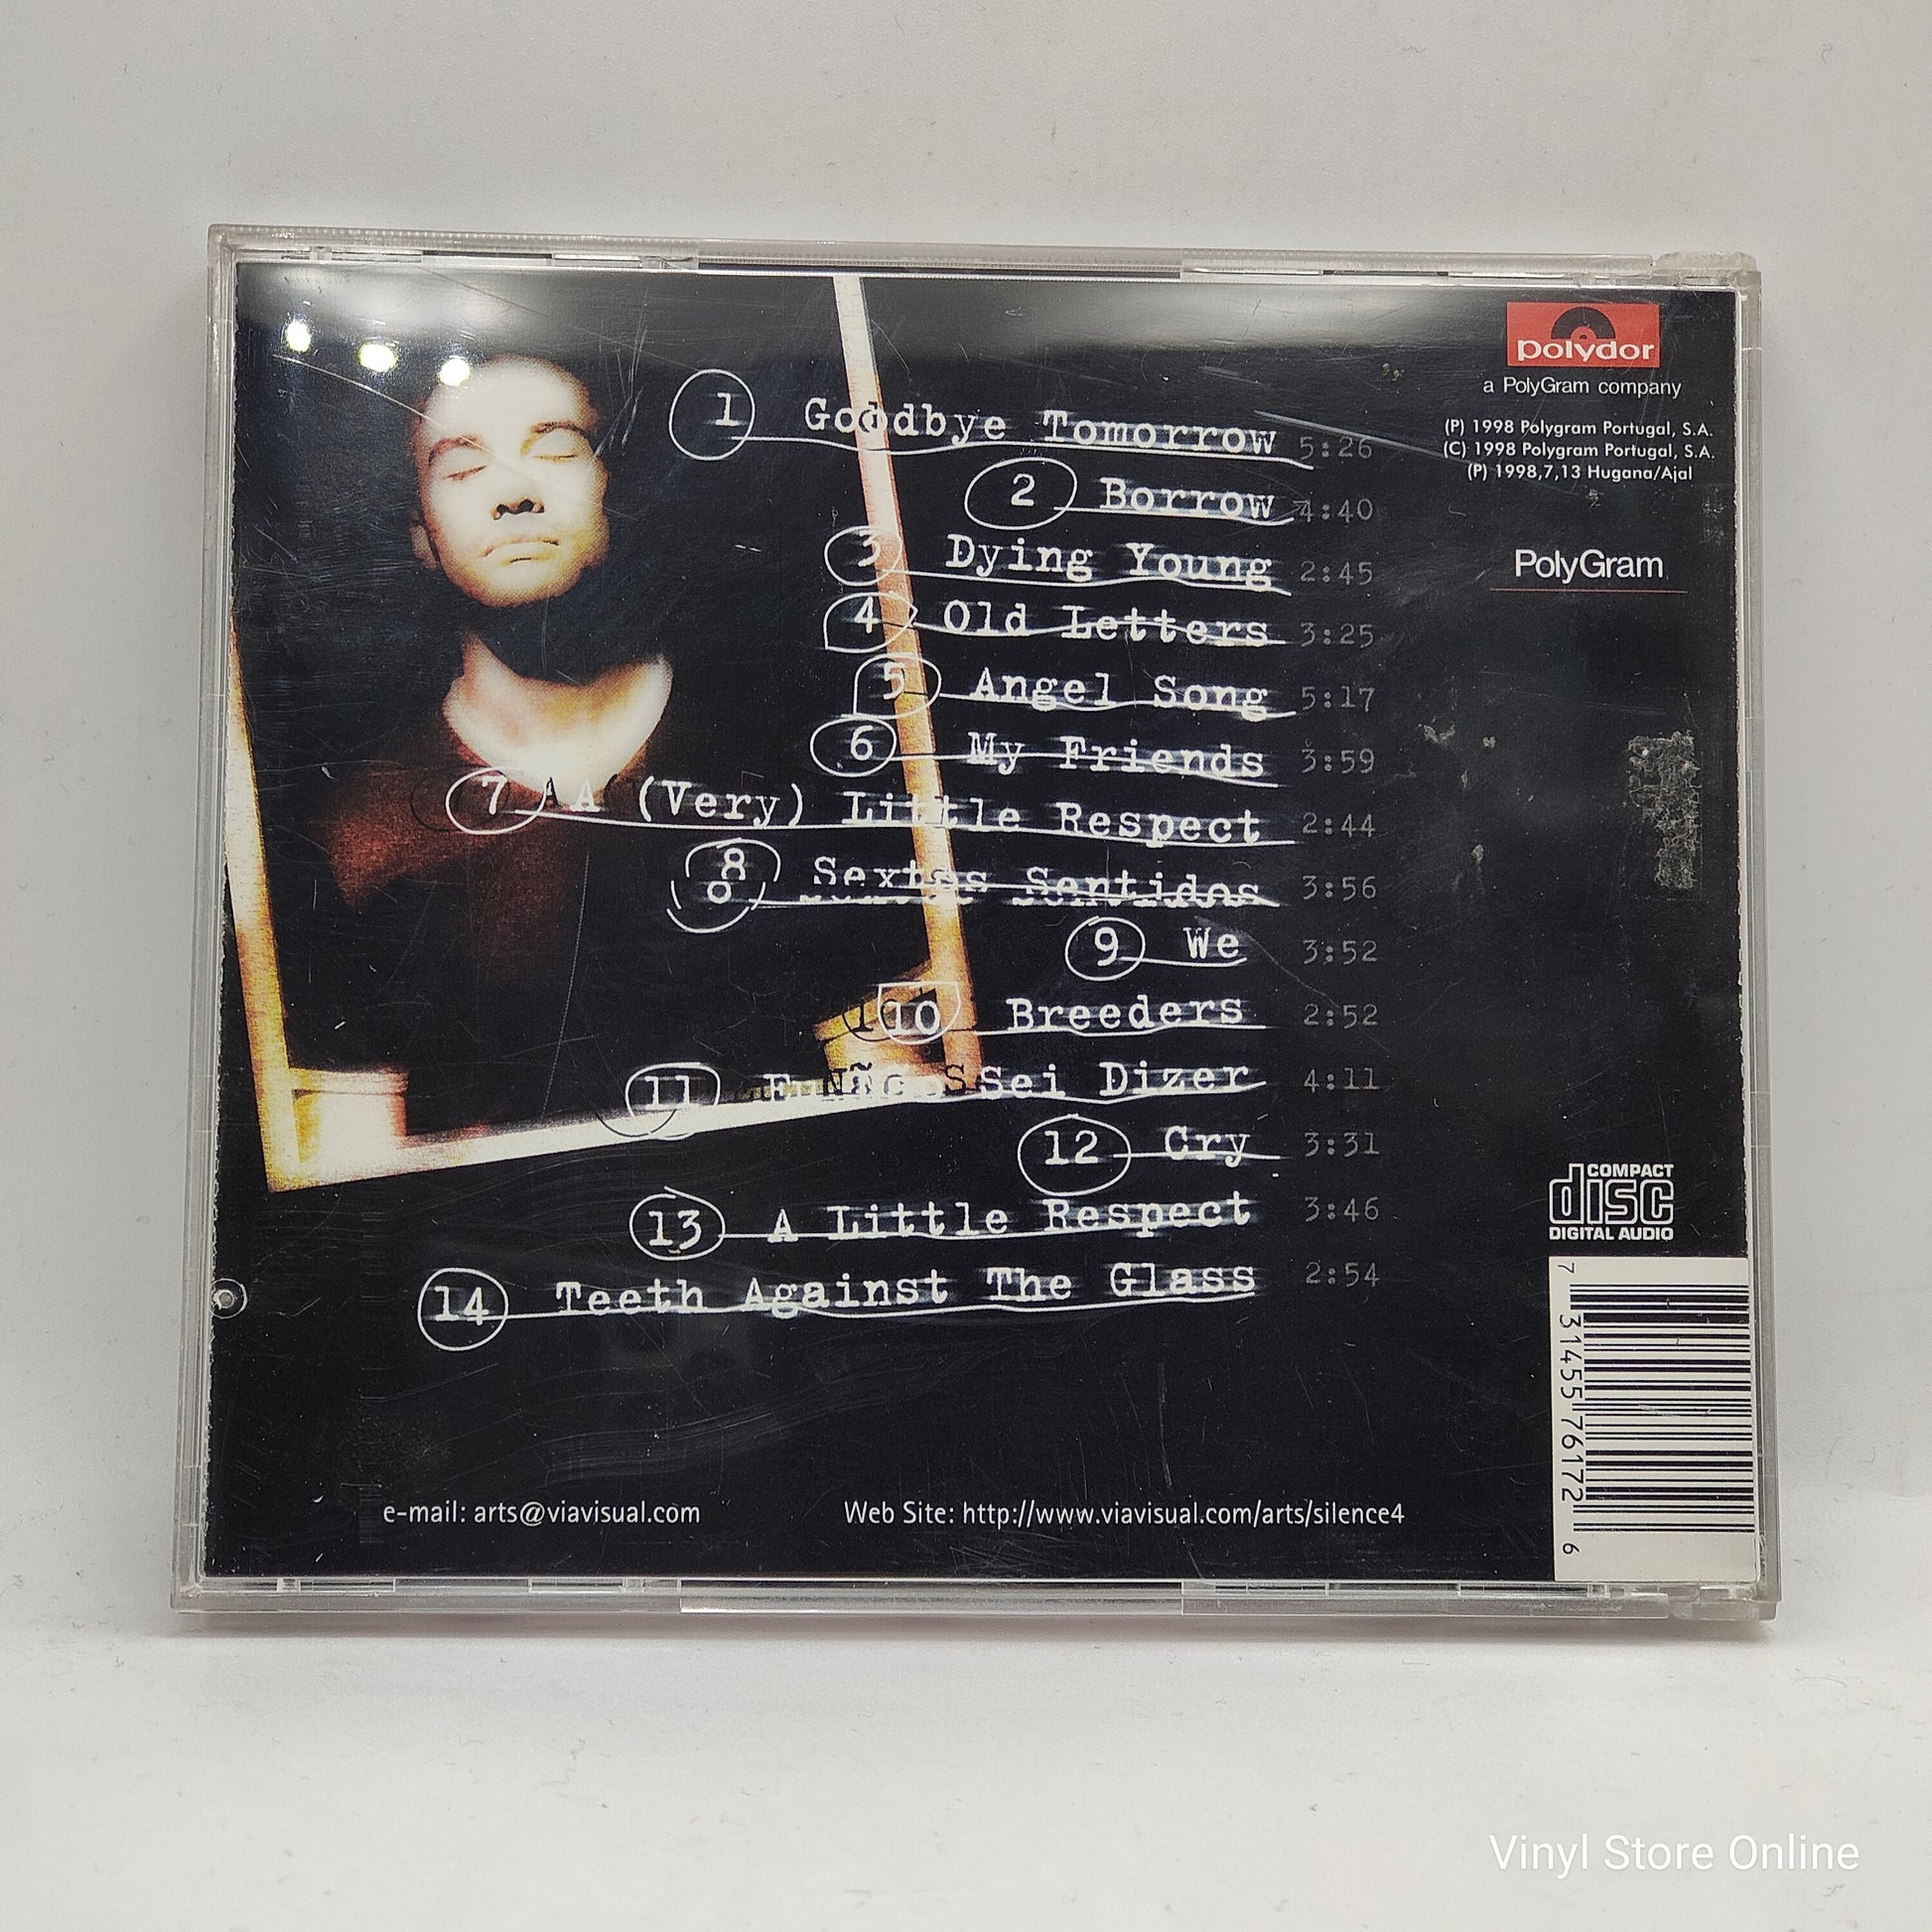 polydor
a PolyGram company
(P) 1998 Polygram Portugal, S.A.
(C) 1998 Polygram Portugal, S.A.
(P) 1998,7,13 Hugana/Ajal
PolyGram
1 Goodbye Tomorrow 5:26
2 Borrow 4:40
3 Dying Young 2:45
4 Old Letters 3:25
5 Angel Song 5:17
6 My Friends 3:59
7 A (Very) Little Respect 2:44
8 Sextos Sentidos 3:56
9 We 3:52
10 Breeders 2:52
11 Eu Não Sei Dizer 4:11
12 Cry 3:31
13 A Little Respect 3:46
14 Teeth Against The Glass 2:54
COMPACT
disc
DIGITAL AUDIO
7 31455 76172 6
e-mail: arts@viavisual.com
Web Site: http://www.viavisual.com/arts/silence4
Vinyl Store Online